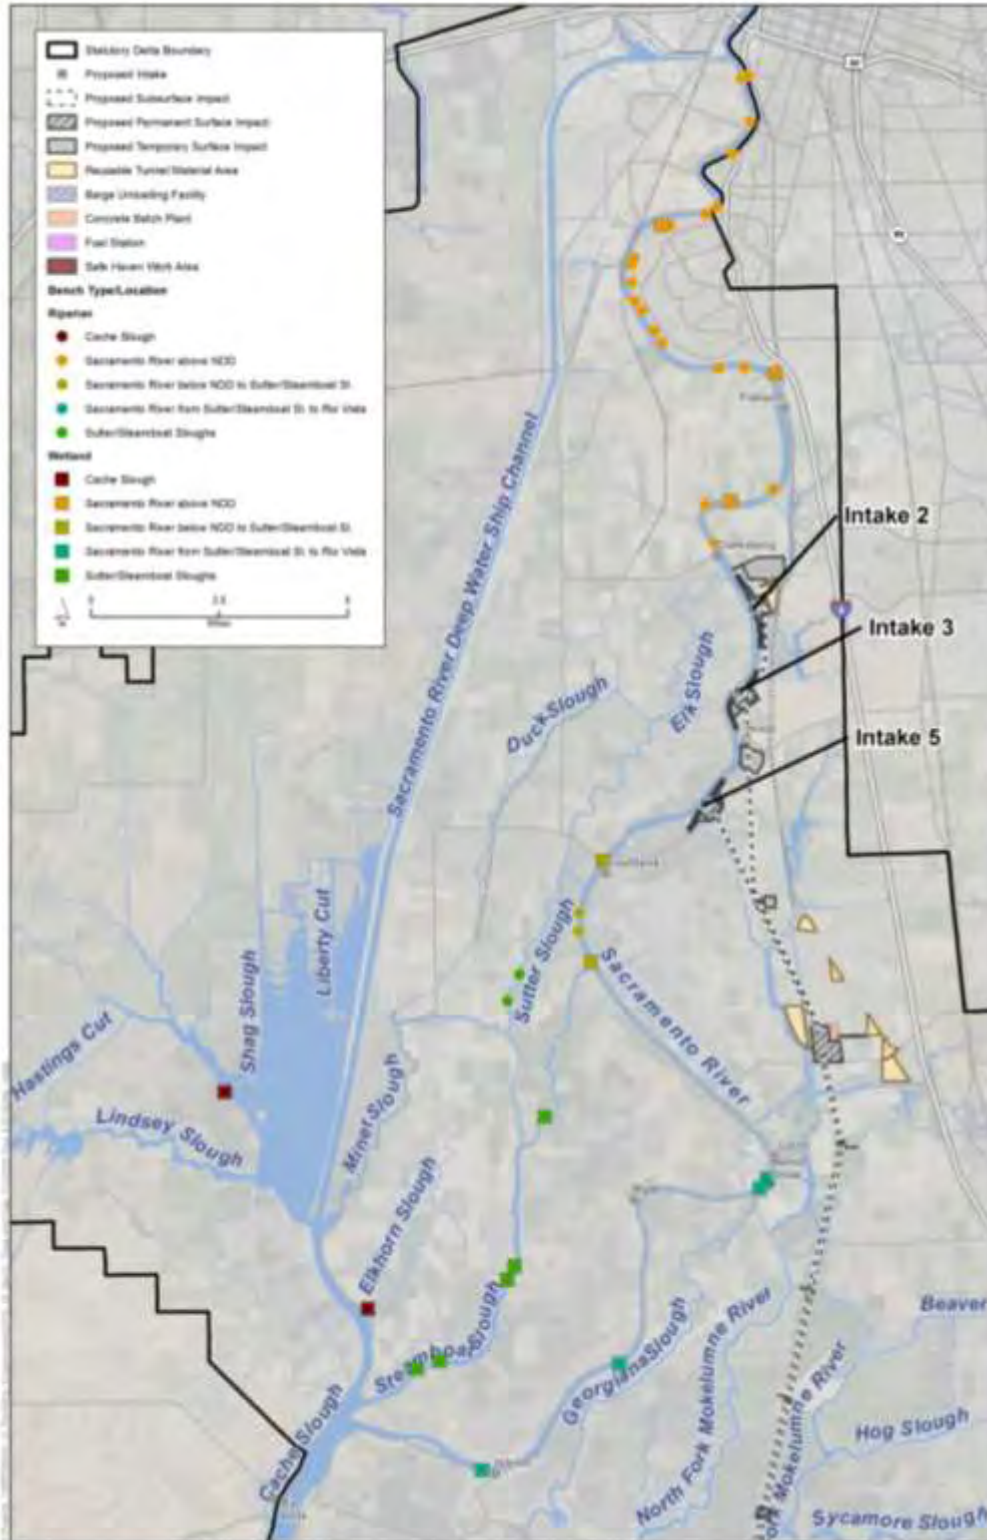 Statutory Delta Boundary
Proposed Intake
Proposed Subsurface Impact
Proposed Permanent Surface Impact
Proposed Temporary Surface Impact
Reusable Tunnel Material Area
Barge Unloading Facility
Concrete Batch Plant
Fuel Station
Safe Haven Work Area
Bench Type/Location
Riparian
Cache Slough
Sacramento River above NDD
Sacramento River below NDD to Sutter/Steamboat Sl.
Sacramento River from Sutter/Steamboat Sl. to Rio Vista
Sutter/Steamboat Sloughs
Wetland
Cache Slough
Sacramento River above NDD
Sacramento River below NDD to Sutter/Steamboat Sl.
Sacramento River from Sutter/Steamboat Sl. to Rio Vista
Sutter/Steamboat Sloughs
0 2.5 5
Miles
N
Sacramento River Deep Water Ship Channel
Intake 2
Intake 3
Intake 5
Elk Slough
Duck Slough
Liberty Cut
Shag Slough
Sutter Slough
Sacramento River
Hastings Cut
Lindsey Slough
Minet Slough
Elkhorn Slough
Steamboat Slough
Georgiana Slough
North Fork Mokelumne River
Mokelumne River
Cache Slough
Beaver
Hog Slough
Sycamore Slough